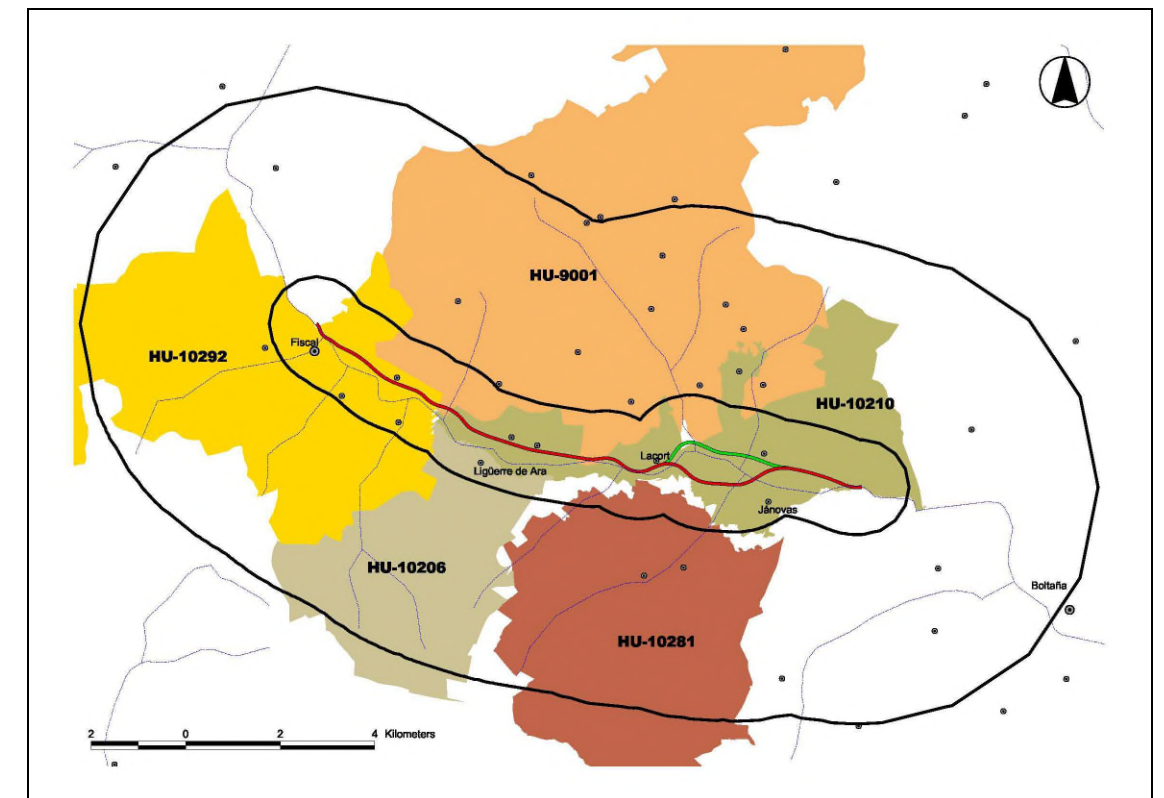 HU-9001
Fiscal
HU-10292
HU-10210
Lacort
Ligüerre de Ara
Jánovas
HU-10206
Boltaña
HU-10281
2 0 2 4 Kilometers